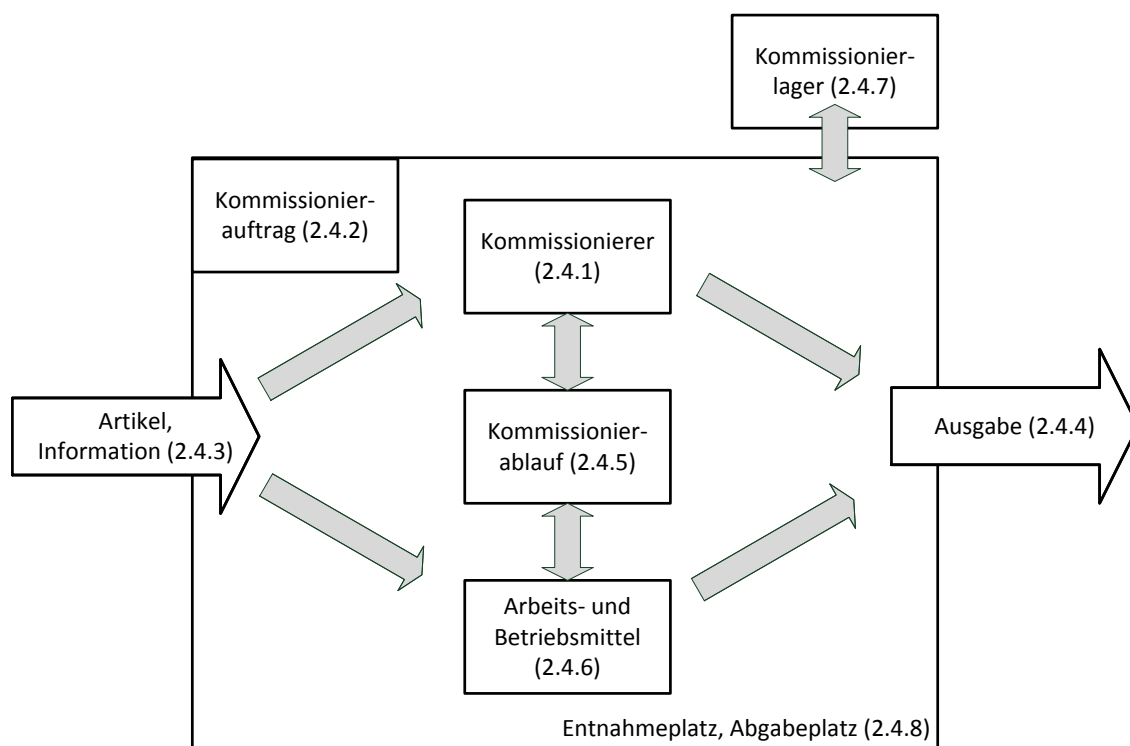 Kommissionier-
lager (2.4.7)
Kommissionier-
auftrag (2.4.2)
Kommissionierer
(2.4.1)
Artikel,
Information (2.4.3)
Kommissionier-
ablauf (2.4.5)
Ausgabe (2.4.4)
Arbeits- und
Betriebsmittel
(2.4.6)
Entnahmeplatz, Abgabeplatz (2.4.8)